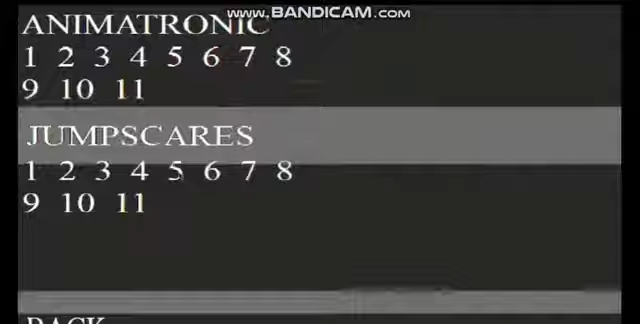 www.BANDICAM.com
ANIMATRONIC
1 2 3 4 5 6 7 8
9 10 11
JUMPSCARES
1 2 3 4 5 6 7 8
9 10 11
BACK